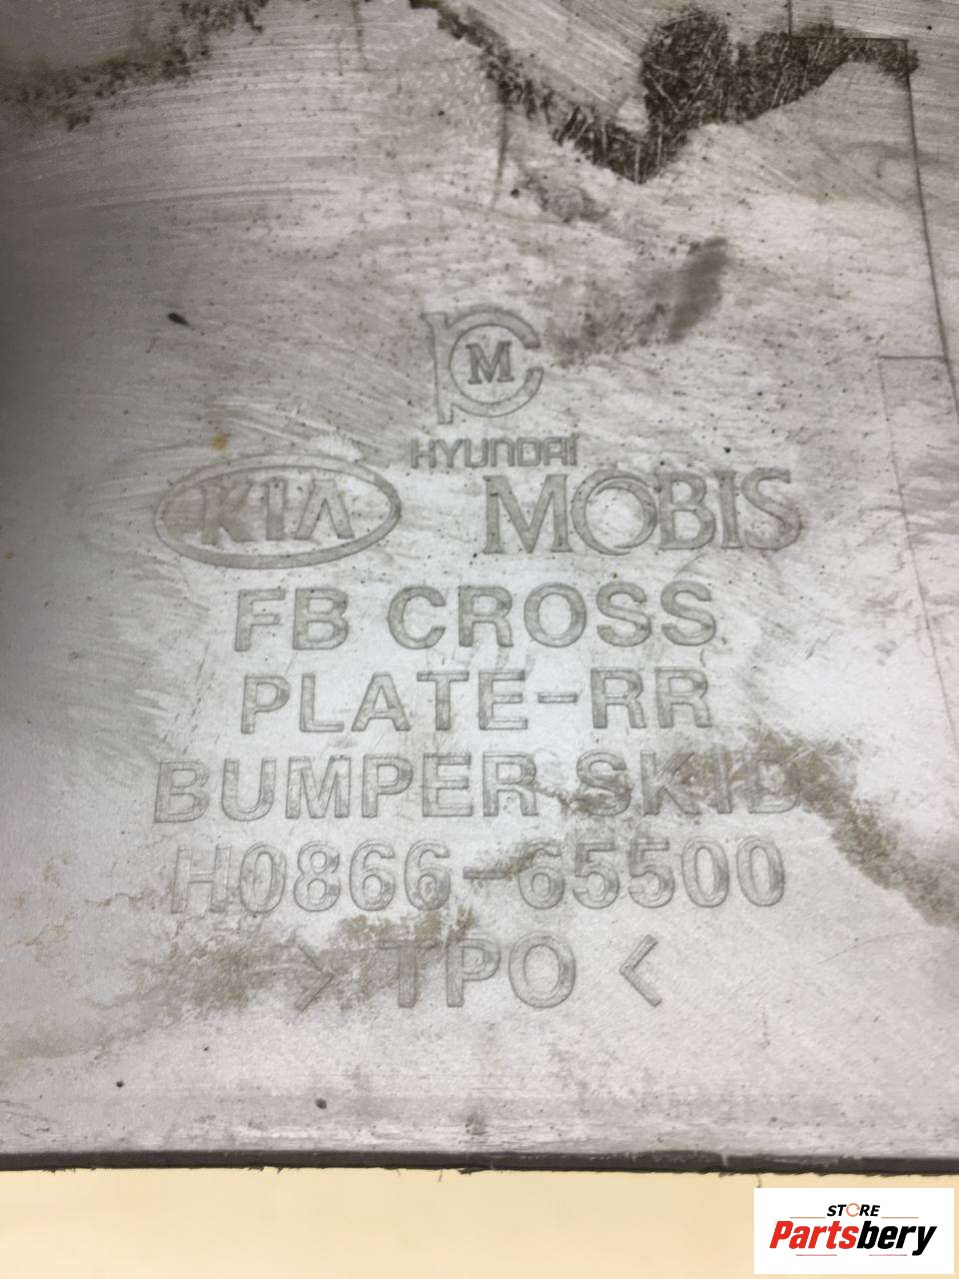 M
HYUNDAI
KIA MOBIS
FB CROSS
PLATE-RR
BUMPER SKID
H0866-65500
> TPO <
STORE
Partsbery